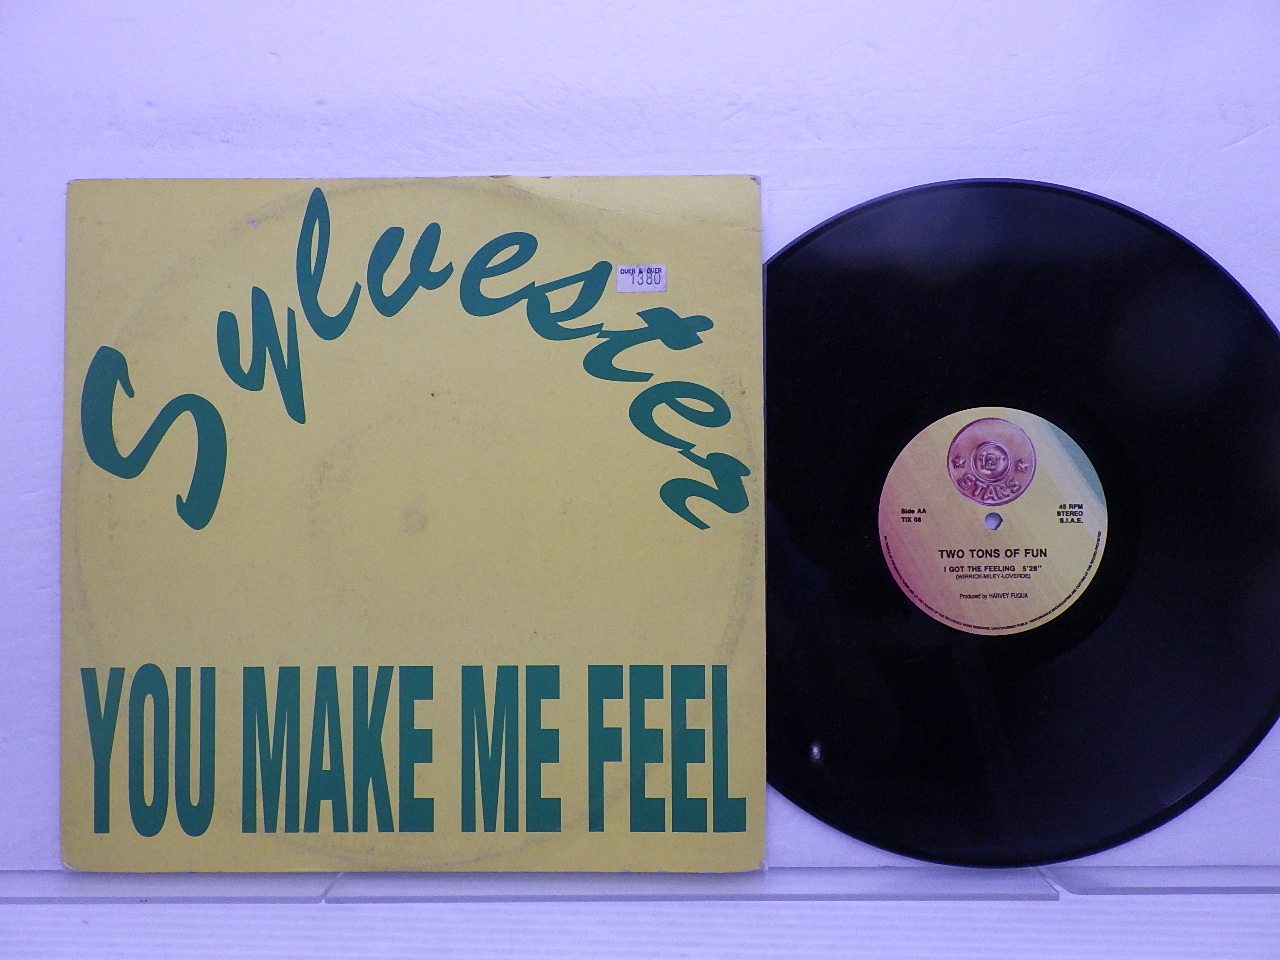 Sylvester
OVER & OVER
1380
YOU MAKE ME FEEL
12"
STARS
Side AA
TIX 68
45 RPM
STEREO
S.I.A.E.
TWO TONS OF FUN
I GOT THE FEELING 5'28"
(WIRRICK-MILEY-LOVERDE)
Produced by HARVEY FUQUA